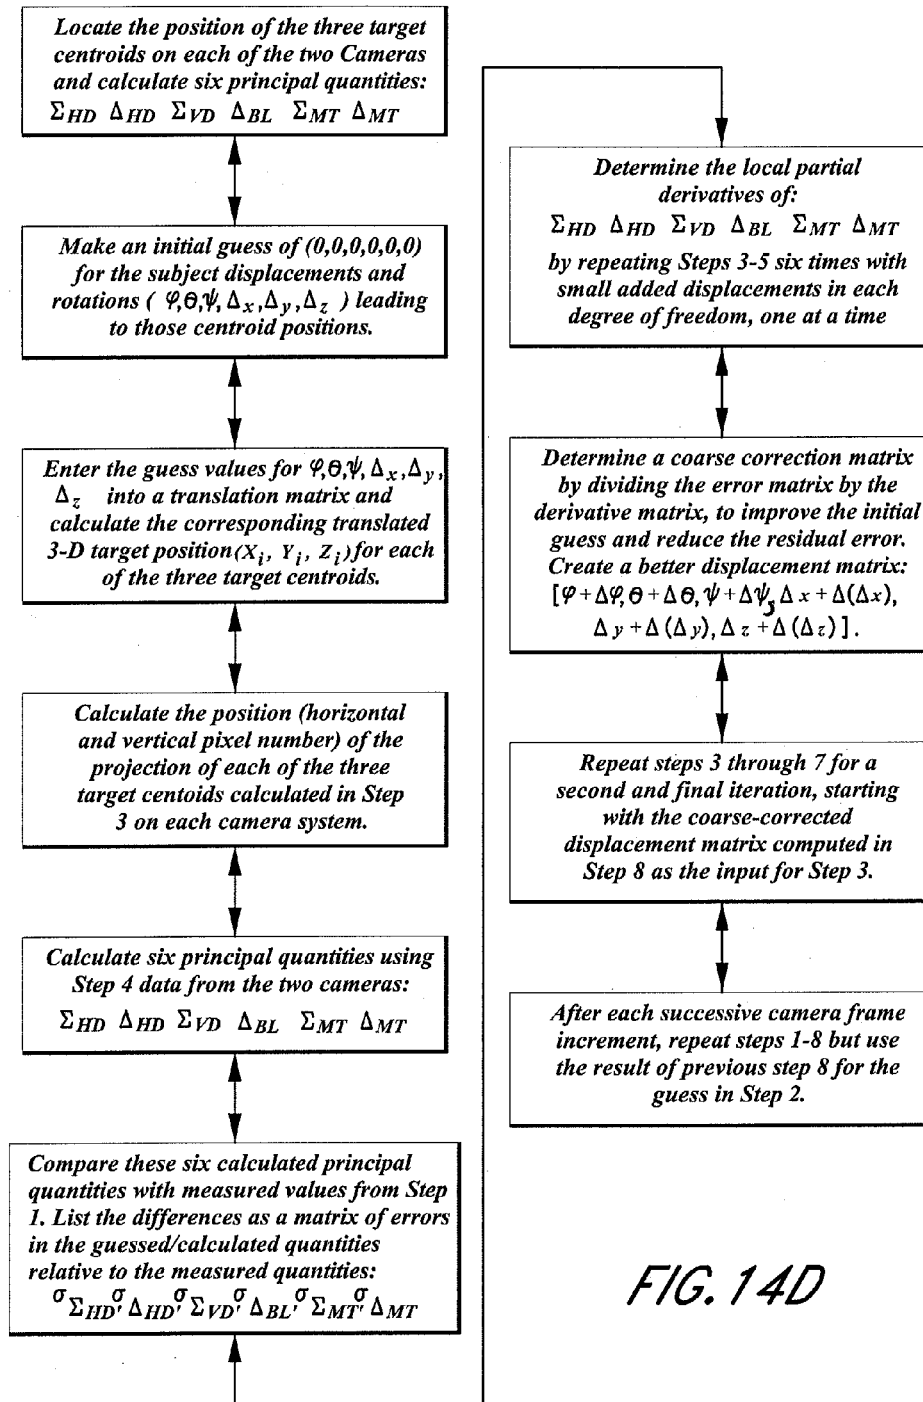 Locate the position of the three target
centroids on each of the two Cameras
and calculate six principal quantities:
Σ_HD Δ_HD Σ_VD Δ_BL Σ_MT Δ_MT
Make an initial guess of (0,0,0,0,0,0)
for the subject displacements and
rotations ( φ,θ,ψ,Δ_x,Δ_y,Δ_z ) leading
to those centroid positions.
Enter the guess values for φ,θ,ψ,Δ_x,Δ_y,
Δ_z into a translation matrix and
calculate the corresponding translated
3-D target position(X_i, Y_i, Z_i)for each
of the three target centroids.
Calculate the position (horizontal
and vertical pixel number) of the
projection of each of the three
target centoids calculated in Step
3 on each camera system.
Calculate six principal quantities using
Step 4 data from the two cameras:
Σ_HD Δ_HD Σ_VD Δ_BL Σ_MT Δ_MT
Compare these six calculated principal
quantities with measured values from Step
1. List the differences as a matrix of errors
in the guessed/calculated quantities
relative to the measured quantities:
σΣ_HD, σΔ_HD, σΣ_VD, σΔ_BL, σΣ_MT, σΔ_MT
Determine the local partial
derivatives of:
Σ_HD Δ_HD Σ_VD Δ_BL Σ_MT Δ_MT
by repeating Steps 3-5 six times with
small added displacements in each
degree of freedom, one at a time
Determine a coarse correction matrix
by dividing the error matrix by the
derivative matrix, to improve the initial
guess and reduce the residual error.
Create a better displacement matrix:
[φ+Δφ,θ+Δθ,ψ+Δψ,Δx+Δ(Δx),
Δy+Δ(Δy),Δz+Δ(Δz)].
Repeat steps 3 through 7 for a
second and final iteration, starting
with the coarse-corrected
displacement matrix computed in
Step 8 as the input for Step 3.
After each successive camera frame
increment, repeat steps 1-8 but use
the result of previous step 8 for the
guess in Step 2.
FIG. 14D